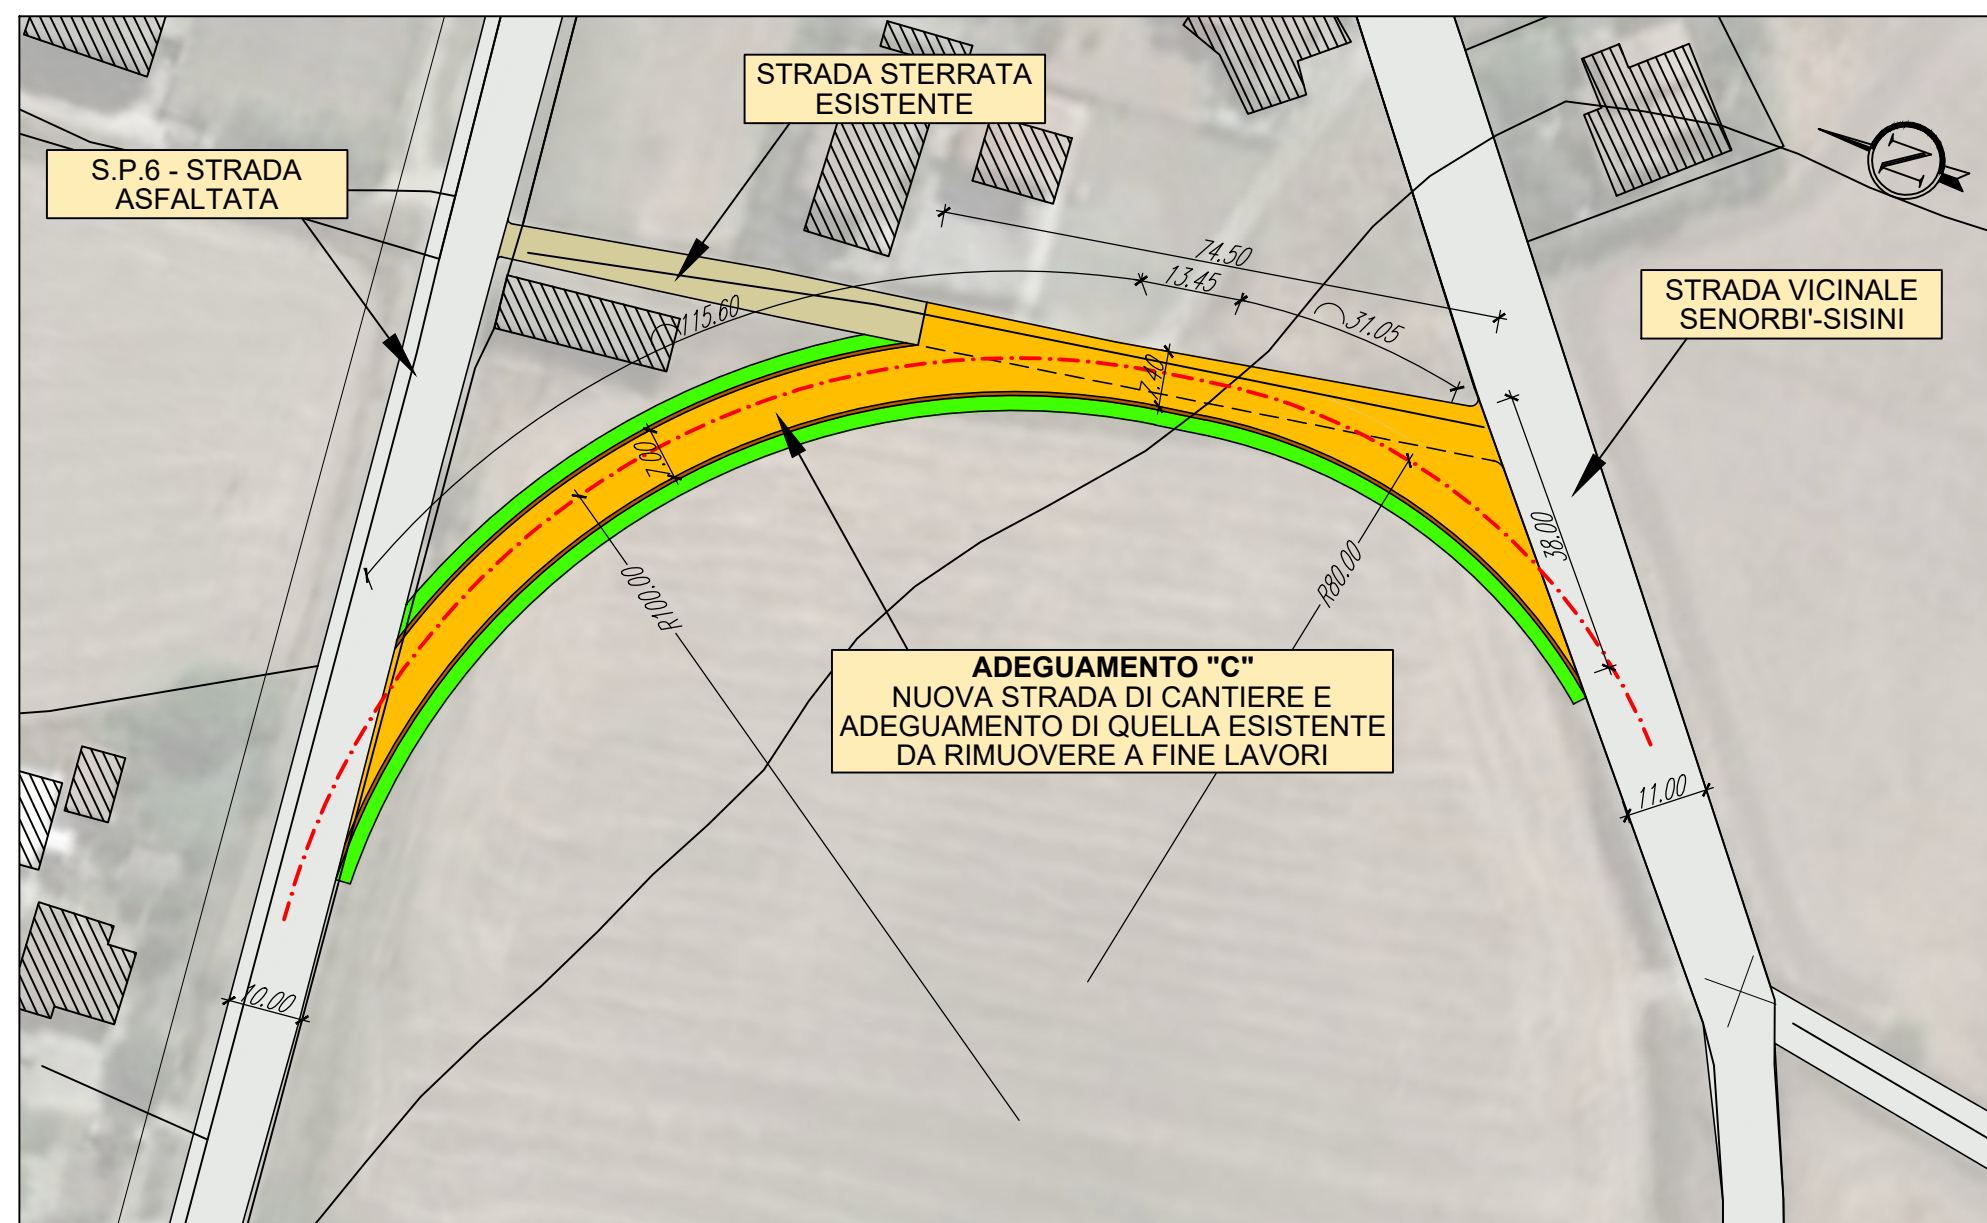 STRADA STERRATA
ESISTENTE
S.P.6 - STRADA
ASFALTATA
N
74.50
13.45
31.05
115.60
STRADA VICINALE
SENORBI'-SISINI
7.40
7.00
38.00
R100.00
R80.00
ADEGUAMENTO "C"
NUOVA STRADA DI CANTIERE E
ADEGUAMENTO DI QUELLA ESISTENTE
DA RIMUOVERE A FINE LAVORI
11.00
10.00